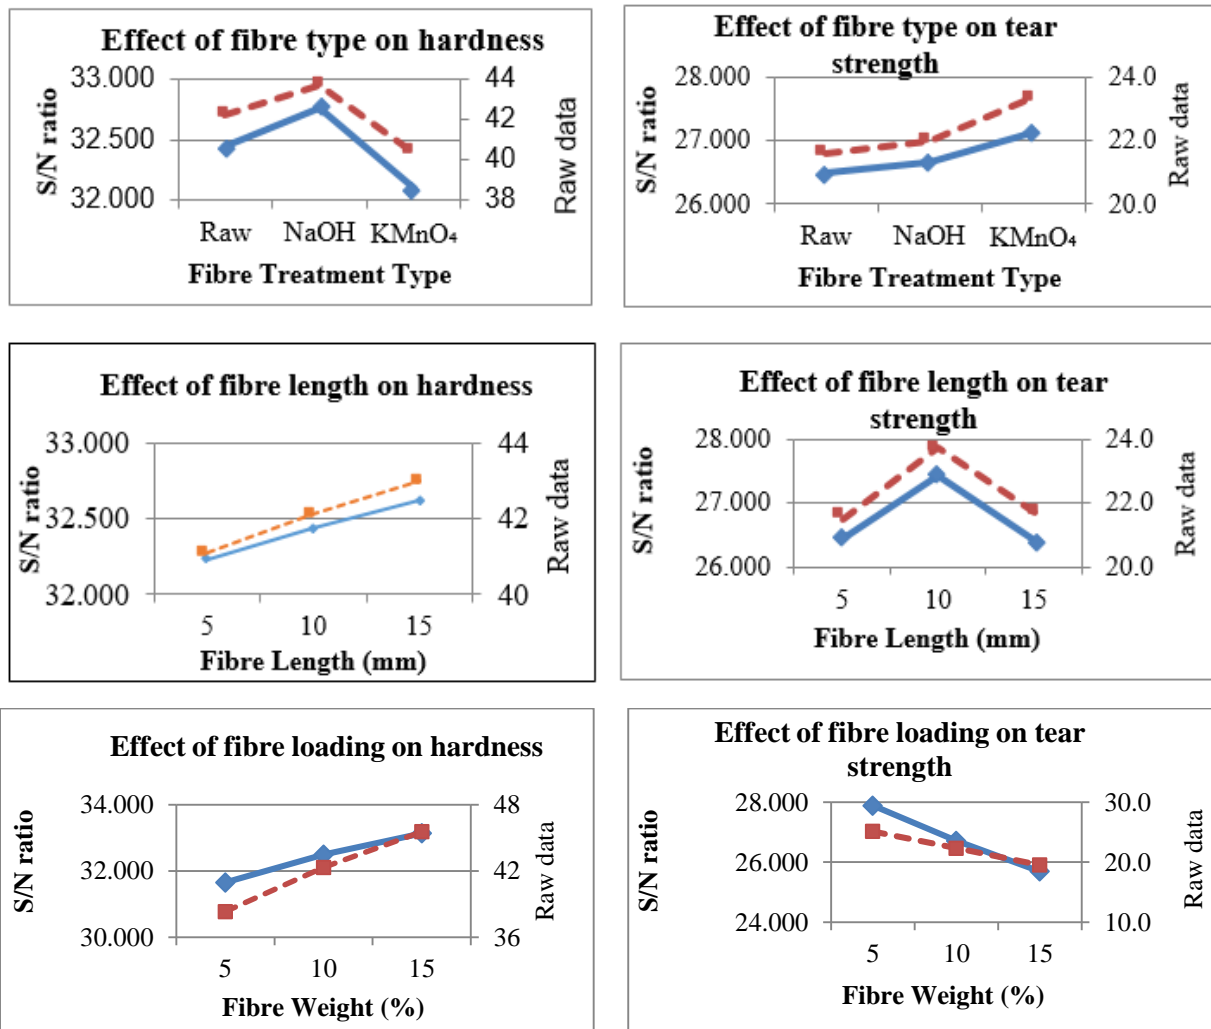 Effect of fibre type on hardness
33.000
32.500
32.000
S/N ratio
44
42
40
38
Raw data
Raw NaOH KMnO₄
Fibre Treatment Type
Effect of fibre type on tear
strength
28.000
27.000
26.000
S/N ratio
24.0
22.0
20.0
Raw data
Raw NaOH KMnO₄
Fibre Treatment Type
Effect of fibre length on hardness
33.000
32.500
32.000
S/N ratio
44
42
40
Raw data
5 10 15
Fibre Length (mm)
Effect of fibre length on tear
strength
28.000
27.000
26.000
S/N ratio
24.0
22.0
20.0
Raw data
5 10 15
Fibre Length (mm)
Effect of fibre loading on hardness
34.000
32.000
30.000
S/N ratio
48
42
36
Raw data
5 10 15
Fibre Weight (%)
Effect of fibre loading on tear
strength
28.000
26.000
24.000
S/N ratio
30.0
20.0
10.0
Raw data
5 10 15
Fibre Weight (%)